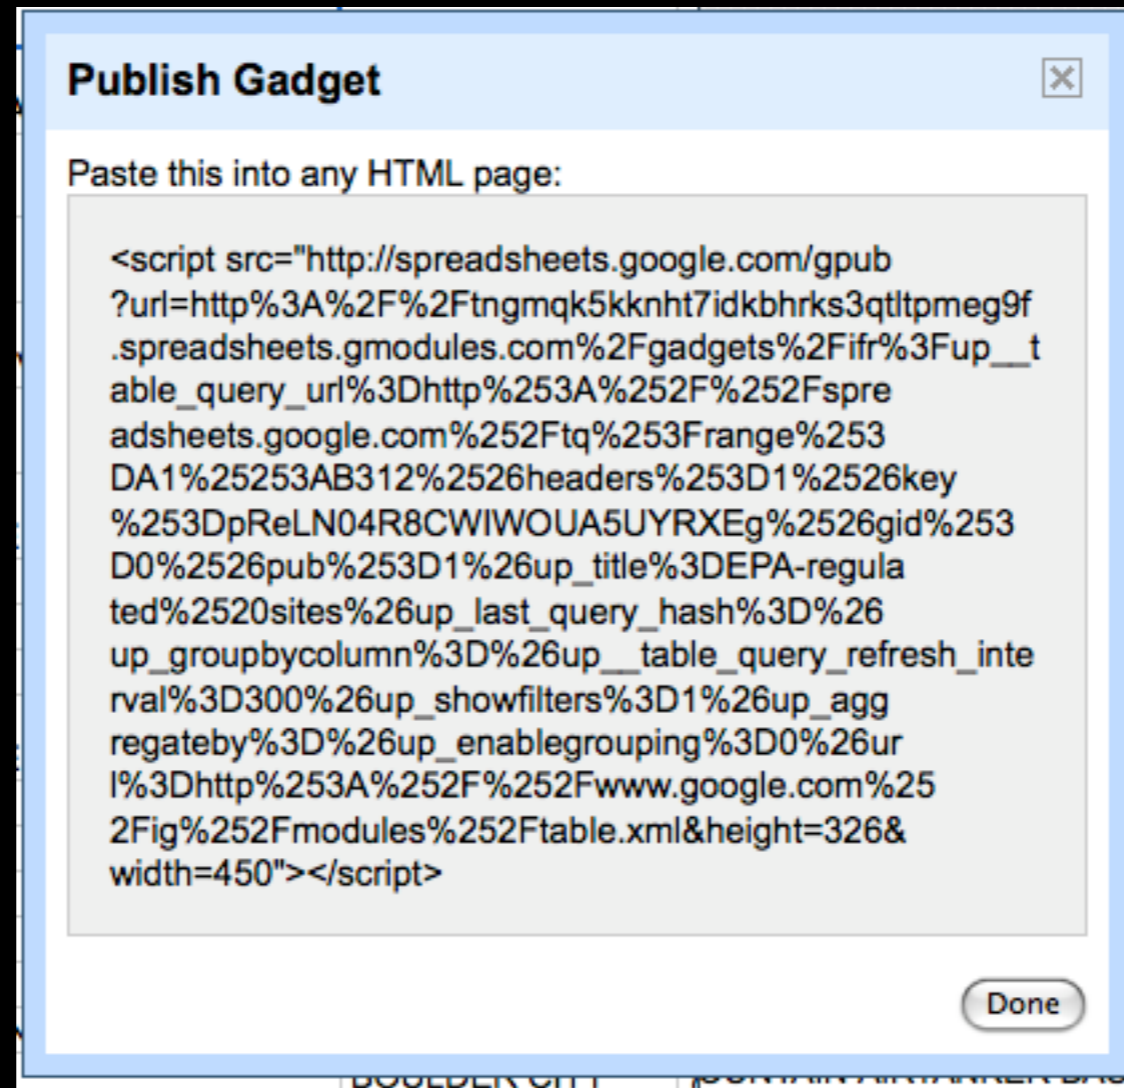 Publish Gadget
Paste this into any HTML page:
<script src="http://spreadsheets.google.com/gpub
?url=http%3A%2F%2Ftngmqk5kknht7idkbhrks3qtltpmeg9f
.spreadsheets.gmodules.com%2Fgadgets%2Fifr%3Fup__t
able_query_url%3Dhttp%253A%252F%252Fspre
adsheets.google.com%252Ftq%253Frange%253
DA1%25253AB312%2526headers%253D1%2526key
%253DpReLN04R8CWIWOUA5UYRXEg%2526gid%253
D0%2526pub%253D1%26up_title%3DEPA-regula
ted%2520sites%26up_last_query_hash%3D%26
up_groupbycolumn%3D%26up__table_query_refresh_inte
rval%3D300%26up_showfilters%3D1%26up_agg
regateby%3D%26up_enablegrouping%3D0%26ur
l%3Dhttp%253A%252F%252Fwww.google.com%25
2Fig%252Fmodules%252Ftable.xml&height=326&
width=450"></script>
Done